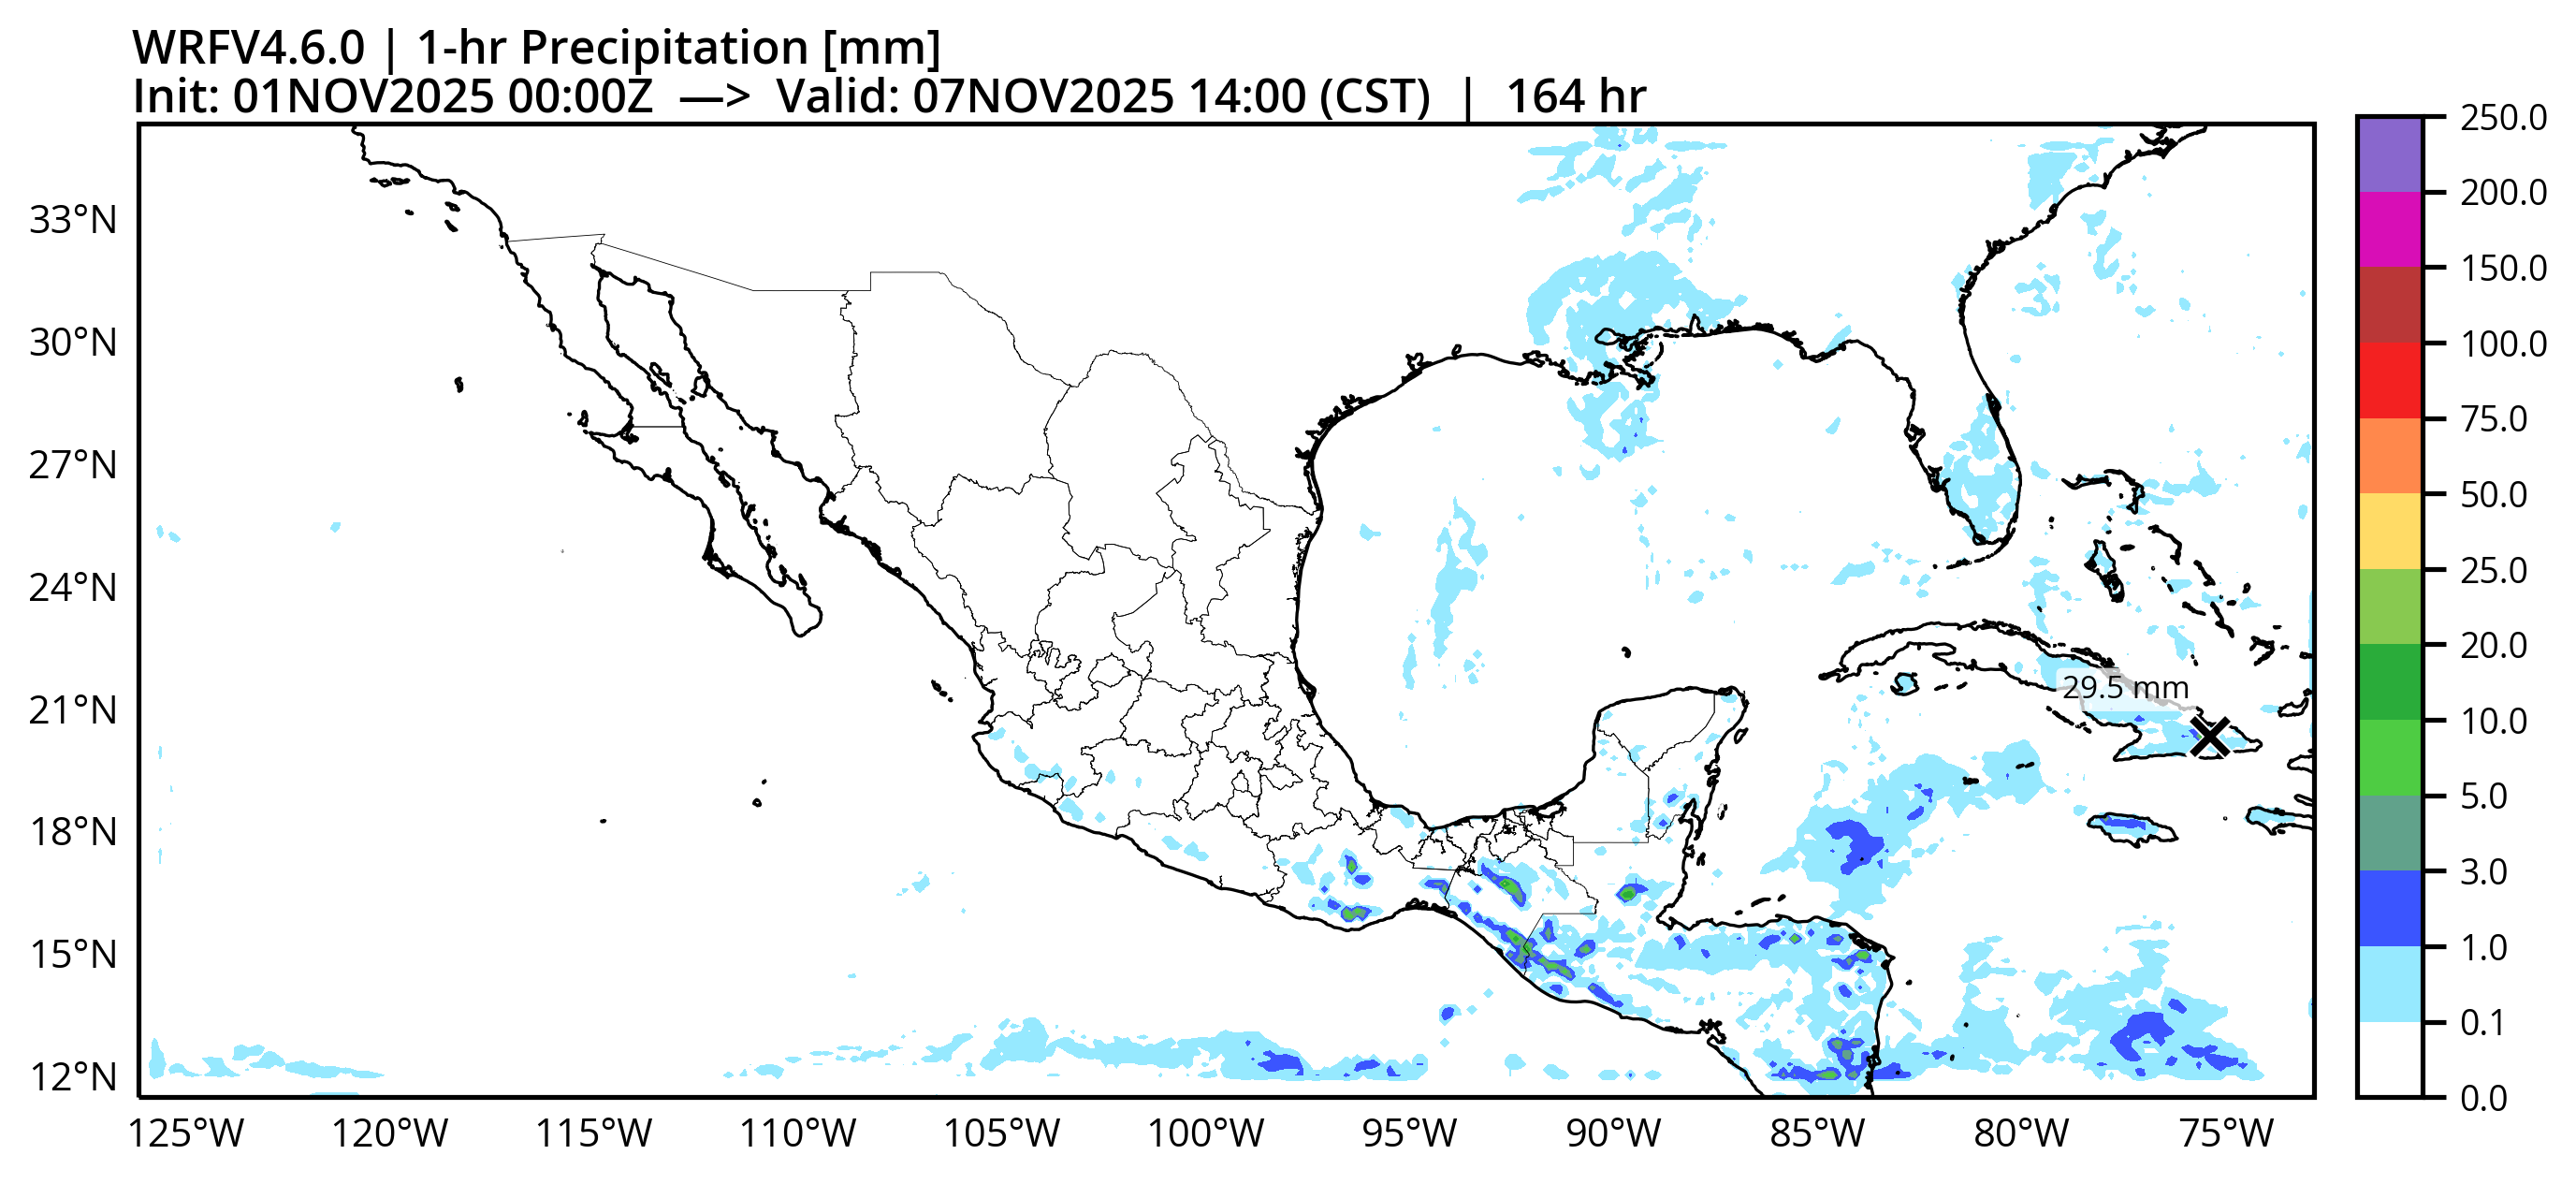 WRFV4.6.0 | 1-hr Precipitation [mm]
Init: 01NOV2025 00:00Z —> Valid: 07NOV2025 14:00 (CST) | 164 hr
33°N
30°N
27°N
24°N
21°N
18°N
15°N
12°N
125°W 120°W 115°W 110°W 105°W 100°W 95°W 90°W 85°W 80°W 75°W
29.5 mm
250.0
200.0
150.0
100.0
75.0
50.0
25.0
20.0
10.0
5.0
3.0
1.0
0.1
0.0